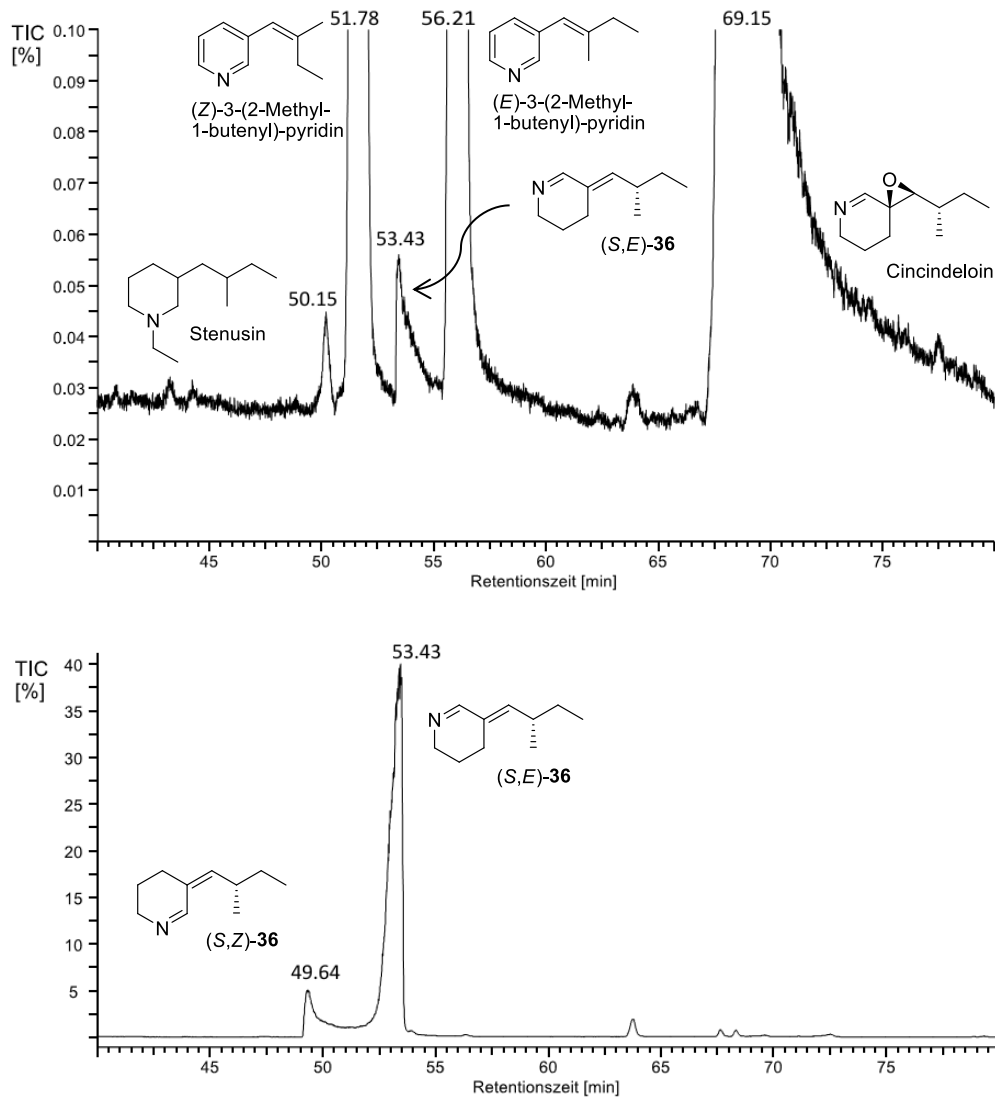 51.78
56.21
69.15
TIC
[%]
0.10
0.09
0.08
0.07
0.06
0.05
0.04
0.03
0.02
0.01
N
(Z)-3-(2-Methyl-
1-butenyl)-pyridin
N
(E)-3-(2-Methyl-
1-butenyl)-pyridin
N
(S,E)-36
O
N
Cincindeloin
53.43
50.15
N
Stenusin
45
50
55
60
65
70
75
Retentionszeit [min]
TIC
[%]
40
35
30
25
20
15
10
5
53.43
N
(S,E)-36
N
(S,Z)-36
49.64
45
50
55
60
65
70
75
Retentionszeit [min]